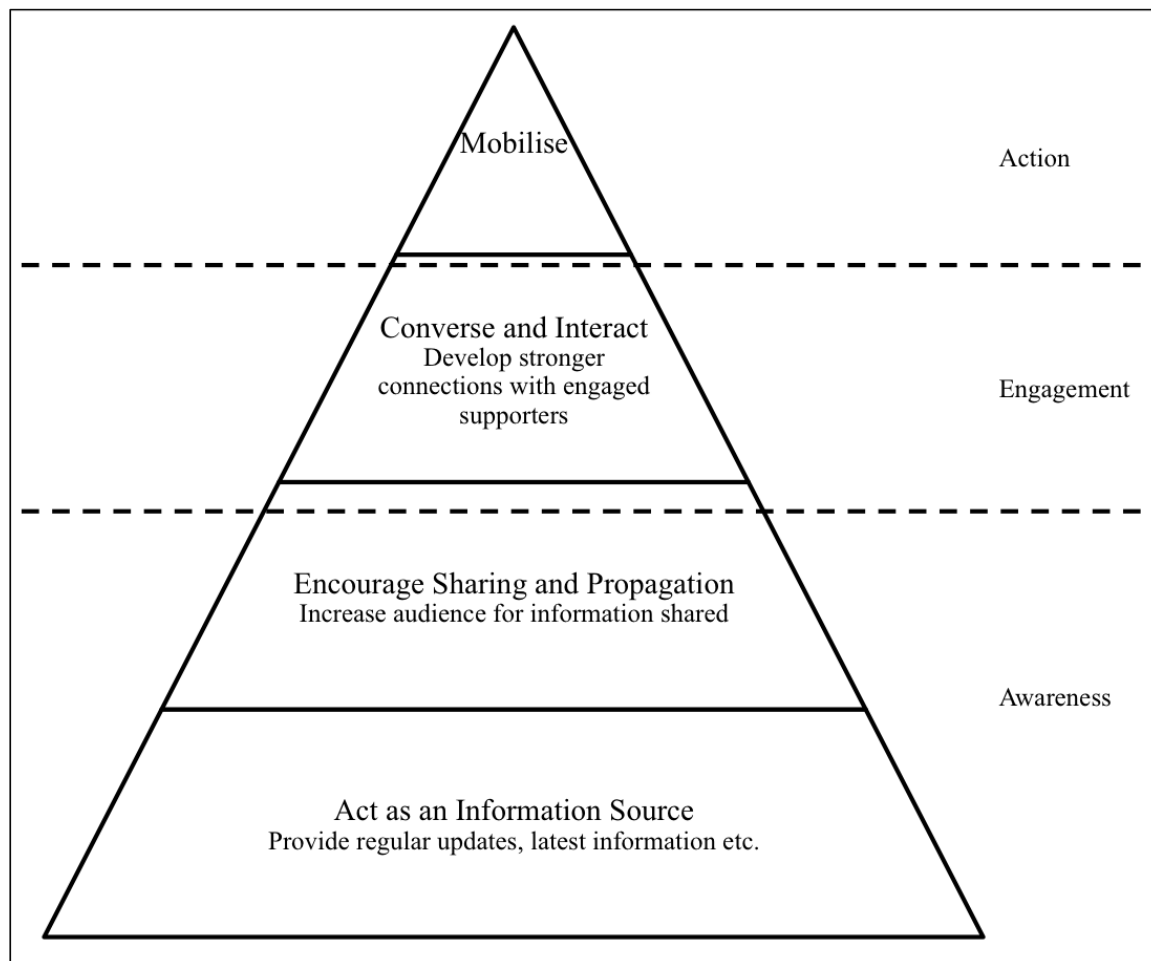 Mobilise
Action
Converse and Interact
Develop stronger
connections with engaged
supporters
Engagement
Encourage Sharing and Propagation
Increase audience for information shared
Awareness
Act as an Information Source
Provide regular updates, latest information etc.